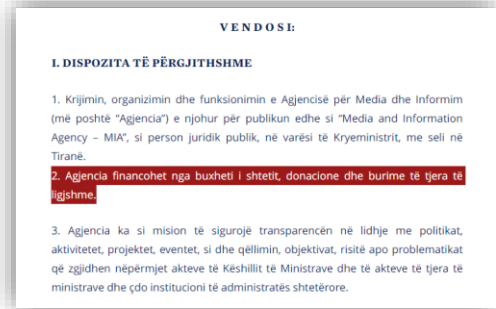 VENDOSI:
I. DISPOZITA TË PËRGJITHSHME
1. Krijimin, organizimin dhe funksionimin e Agjencisë për Media dhe Informim
(më poshtë “Agjencia”) e njohur për publikun edhe si “Media and Information
Agency – MIA”, si person juridik publik, në varësi të Kryeministrit, me seli në
Tiranë.
2. Agjencia financohet nga buxheti i shtetit, donacione dhe burime të tjera të
ligjshme.
3. Agjencia ka si mision të sigurojë transparencën në lidhje me politikat,
aktivitetet, projektet, eventet, si dhe qëllimin, objektivat, risitë apo problematikat
që zgjidhen nëpërmjet akteve të Këshillit të Ministrave dhe të akteve të tjera të
ministrave dhe çdo institucioni të administratës shtetërore.